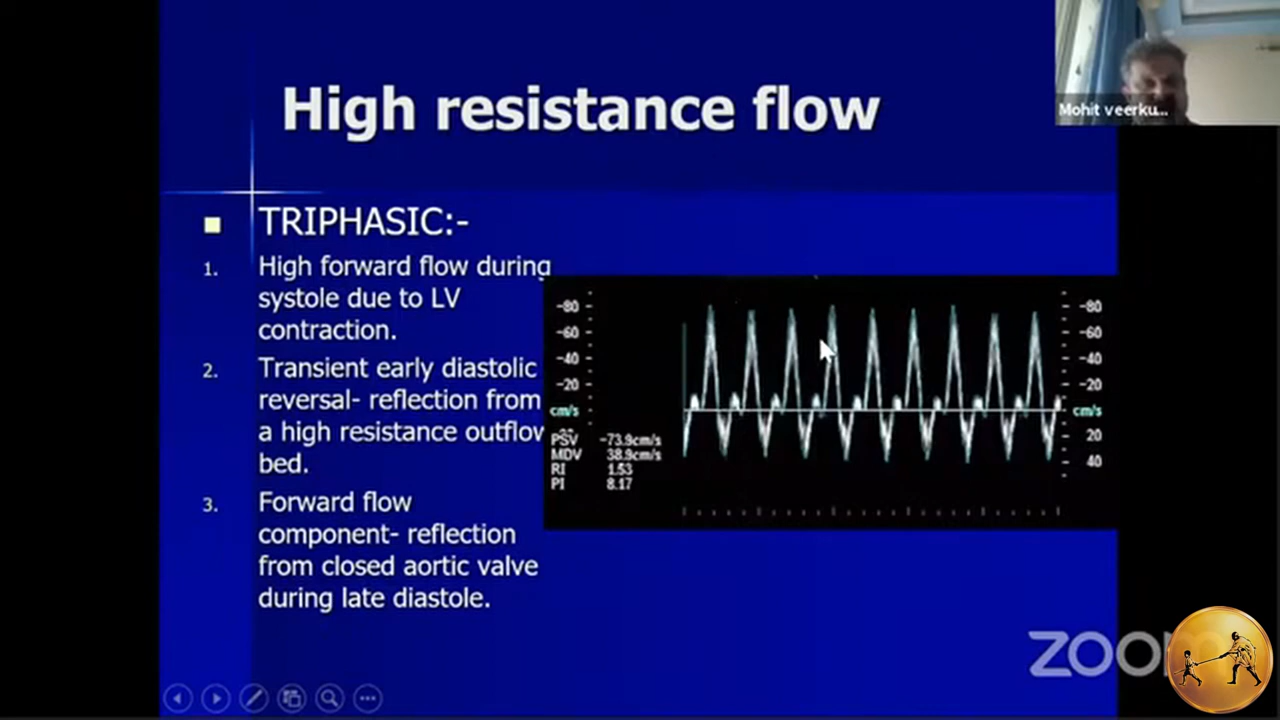 High resistance flow
Mohit veerku...
TRIPHASIC:-
1. High forward flow during
systole due to LV
contraction.
2. Transient early diastolic
reversal- reflection from
a high resistance outflow
bed.
3. Forward flow
component- reflection
from closed aortic valve
during late diastole.
-80
-60
-40
-20
cm/s
PSV -73.9cm/s
MDV 38.9cm/s
RI 1.53
PI 8.17
-80
-60
-40
-20
cm/s
20
40
zoom